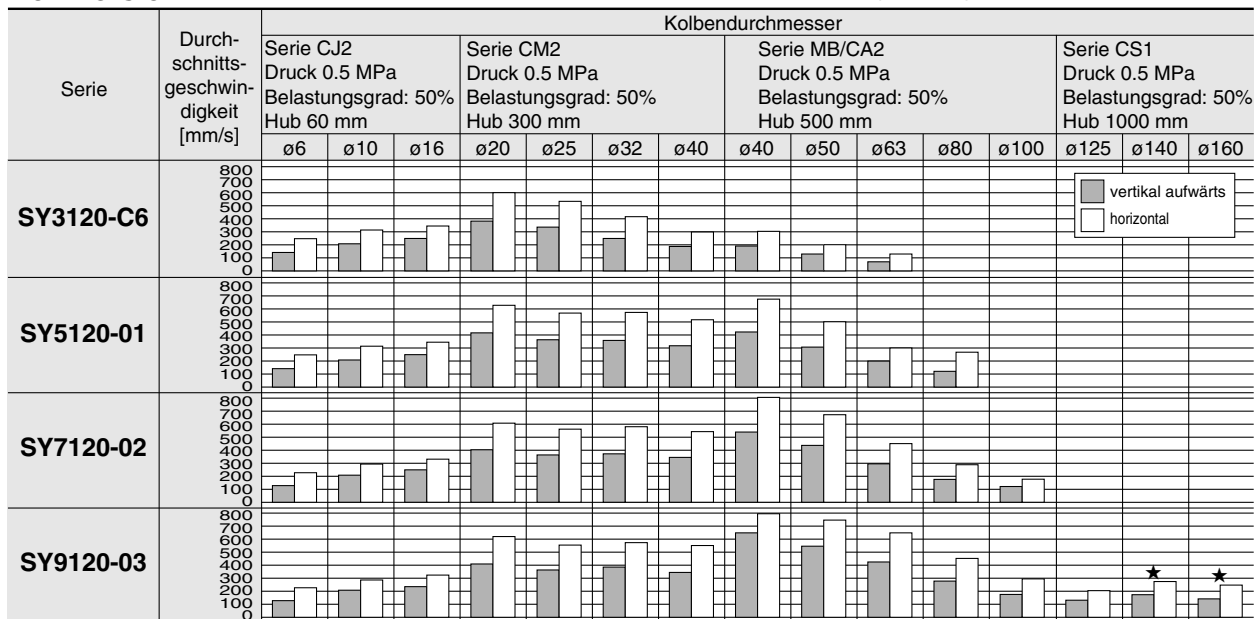 Kolbendurchmesser
Serie
Durch-
schnitts-
geschwin-
digkeit
[mm/s]
Serie CJ2
Druck 0.5 MPa
Belastungsgrad: 50%
Hub 60 mm
Serie CM2
Druck 0.5 MPa
Belastungsgrad: 50%
Hub 300 mm
Serie MB/CA2
Druck 0.5 MPa
Belastungsgrad: 50%
Hub 500 mm
Serie CS1
Druck 0.5 MPa
Belastungsgrad: 50%
Hub 1000 mm
ø6 ø10 ø16 ø20 ø25 ø32 ø40 ø40 ø50 ø63 ø80 ø100 ø125 ø140 ø160
SY3120-C6
800
700
600
500
400
300
200
100
0
vertikal aufwärts
horizontal
SY5120-01
800
700
600
500
400
300
200
100
0
SY7120-02
800
700
600
500
400
300
200
100
0
SY9120-03
800
700
600
500
400
300
200
100
0
★ ★